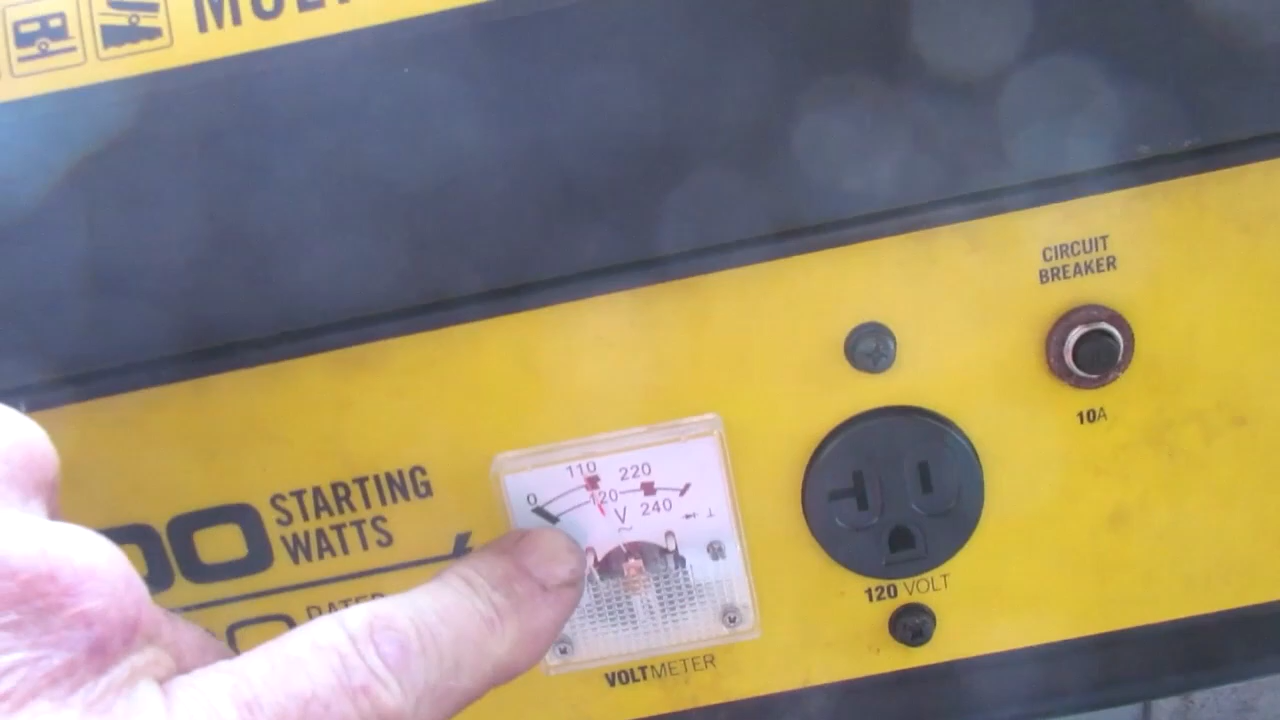 CIRCUIT
BREAKER
10A
STARTING
WATTS
110
220
0
120
240
V
120 VOLT
VOLTMETER